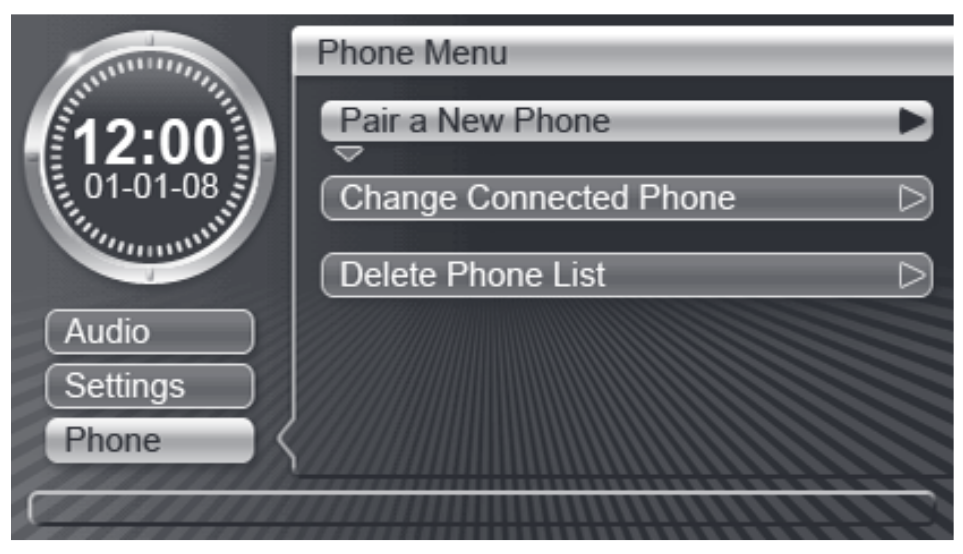 Phone Menu
12:00
01-01-08
Pair a New Phone
Change Connected Phone
Delete Phone List
Audio
Settings
Phone